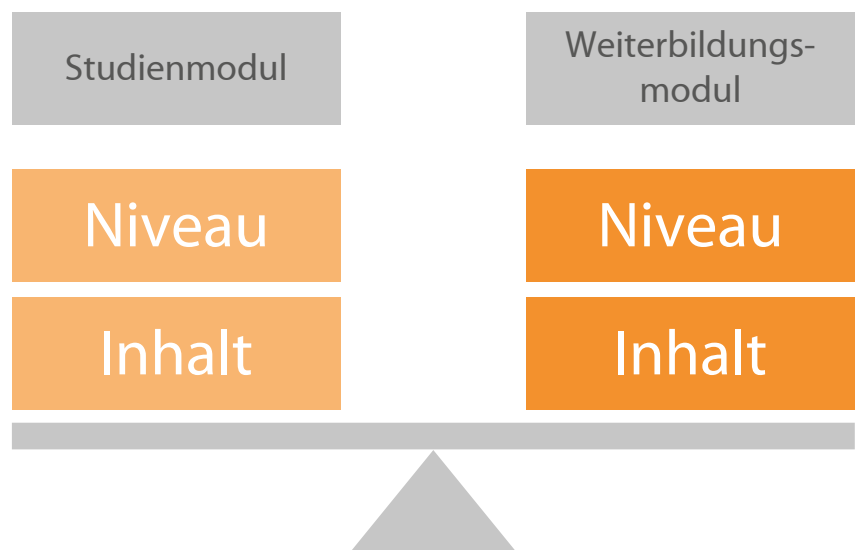 Studienmodul
Weiterbildungs-
modul
Niveau
Niveau
Inhalt
Inhalt